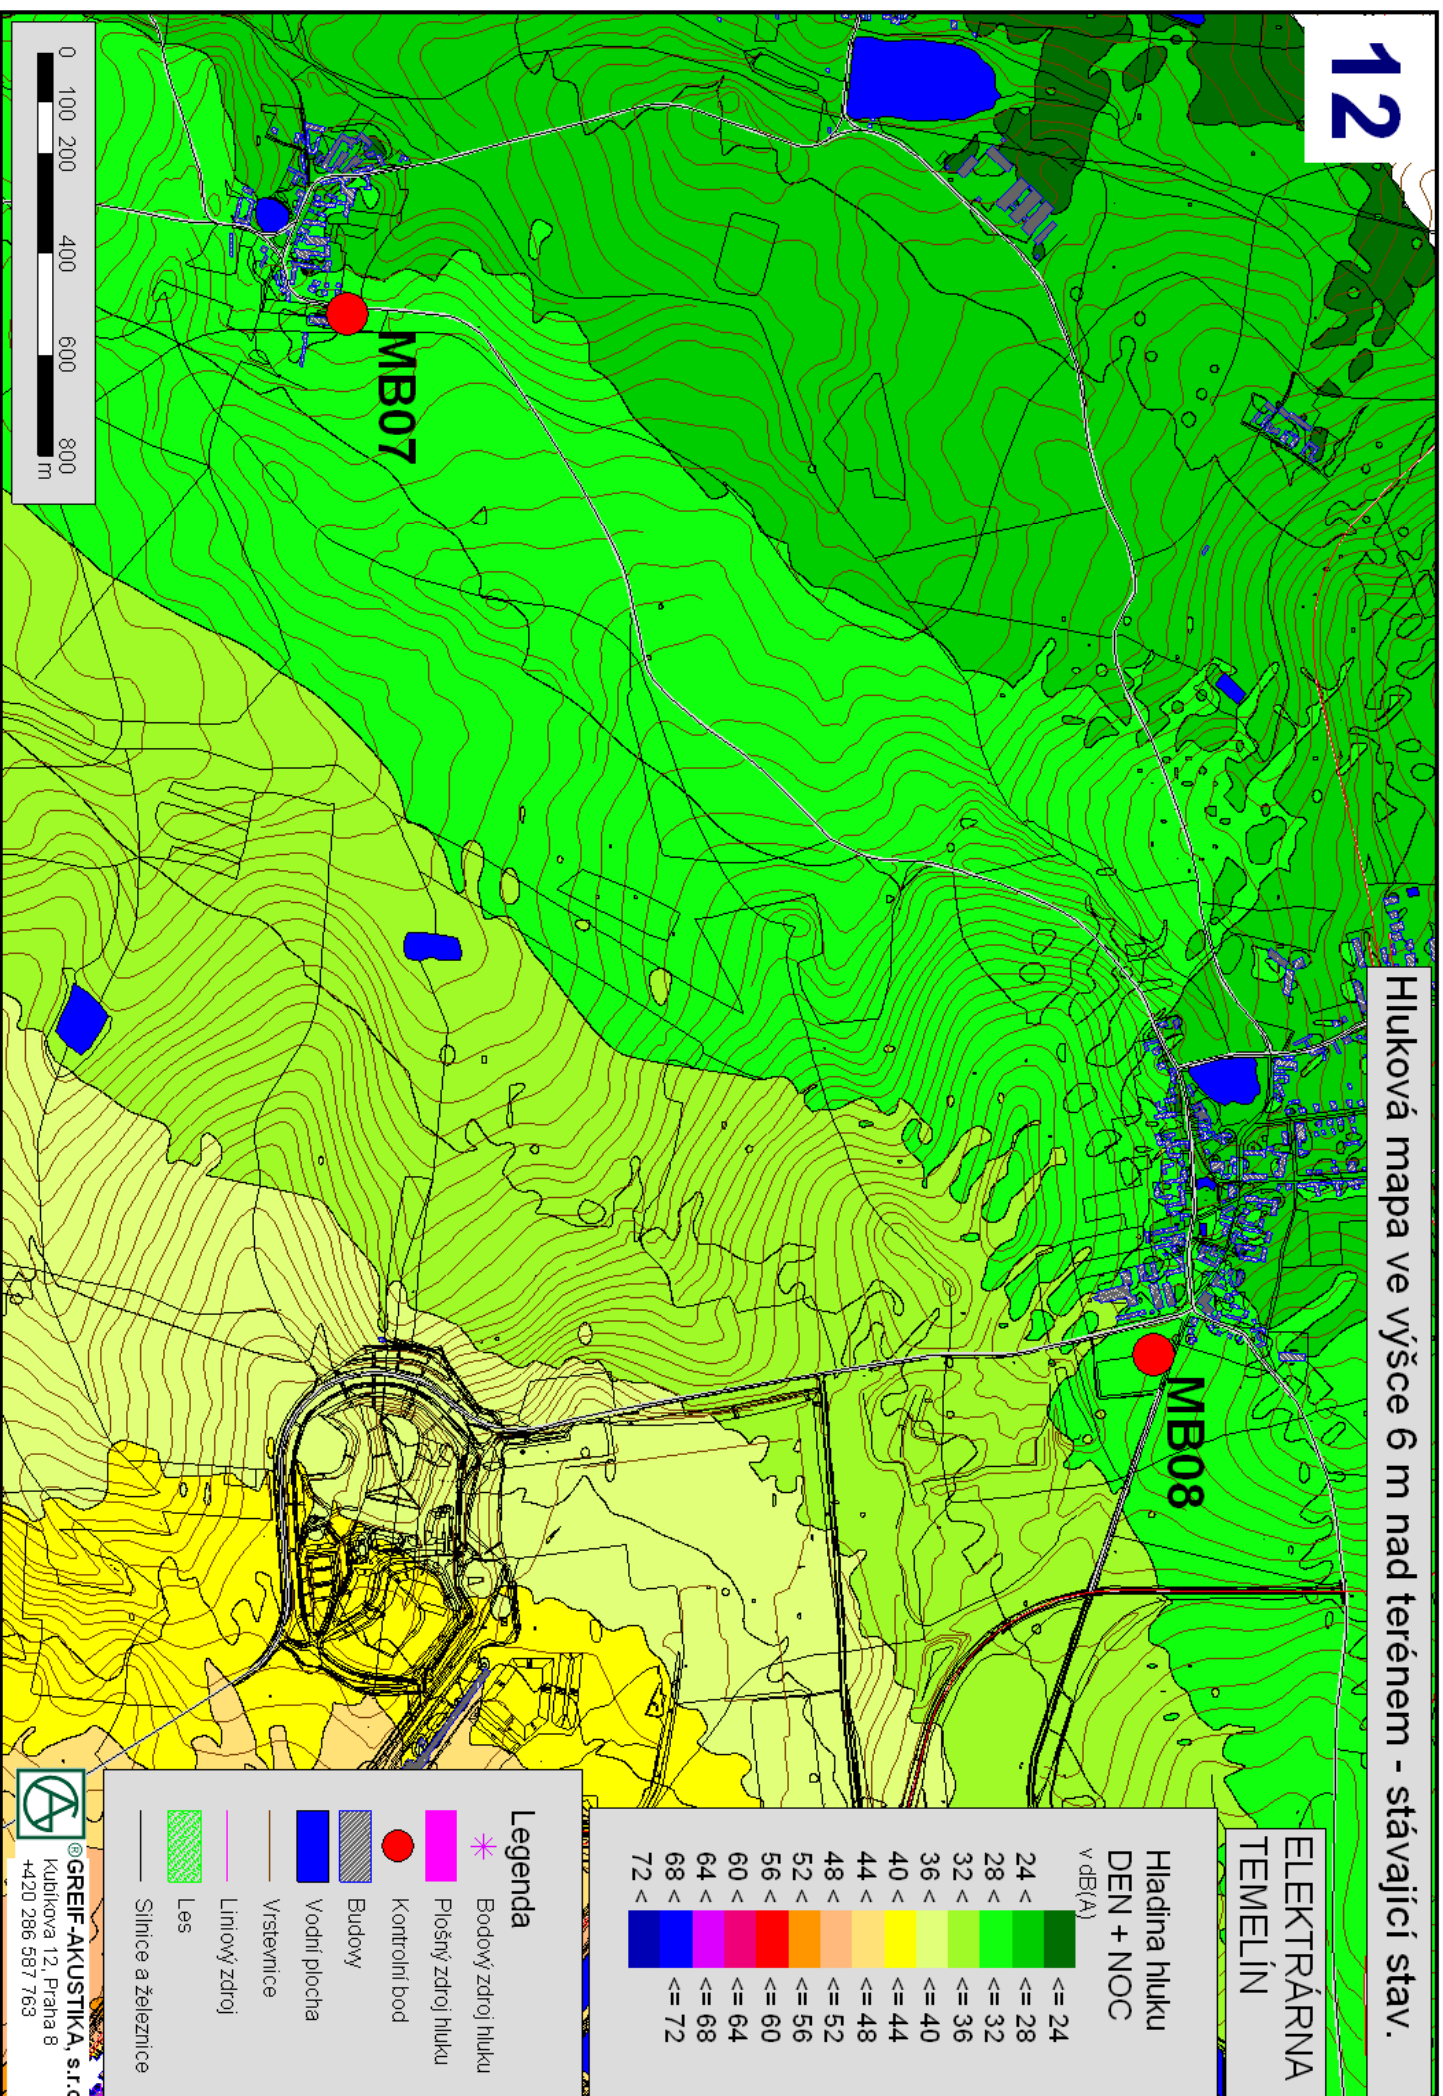 12
Hluková mapa ve výšce 6 m nad terénem - stávající stav.
ELEKTRÁRNA
TEMELÍN
MB08
MB07
Hladina hluku
DEN + NOC
v dB(A)
<= 24
24 < <= 28
28 < <= 32
32 < <= 36
36 < <= 40
40 < <= 44
44 < <= 48
48 < <= 52
52 < <= 56
56 < <= 60
60 < <= 64
64 < <= 68
68 < <= 72
72 <
Legenda
Bodový zdroj hluku
Plošný zdroj hluku
Kontrolní bod
Budovy
Vodní plocha
Vrstevnice
Liniový zdroj
Les
Silnice a železnice
0 100 200 400 600 800
m
®GREIF-AKUSTIKA, s.r.o
Kubíkova 12, Praha 8
+420 286 587 763